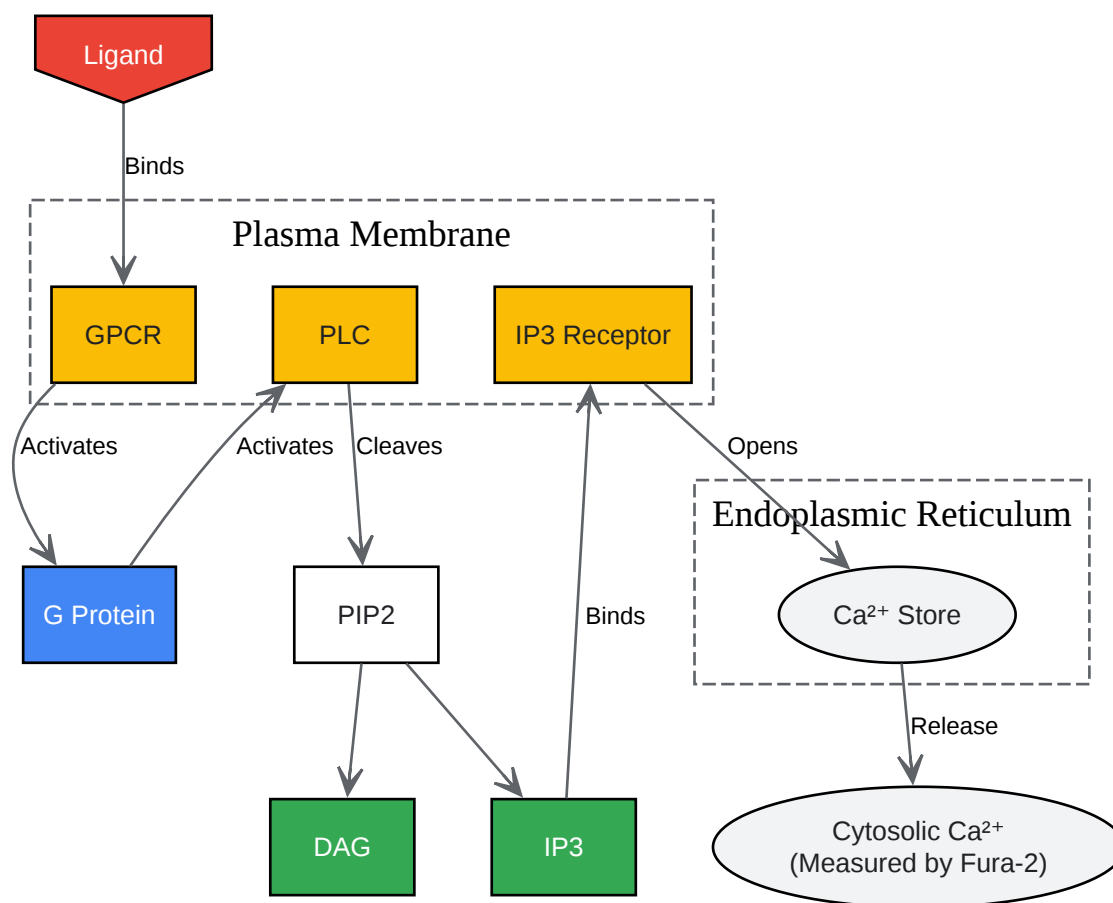 Ligand
Binds
Plasma Membrane
GPCR
PLC
IP3 Receptor
Activates
Activates
Cleaves
Opens
Endoplasmic Reticulum
G Protein
PIP2
Binds
Ca²⁺ Store
Release
DAG
IP3
Cytosolic Ca²⁺
(Measured by Fura-2)